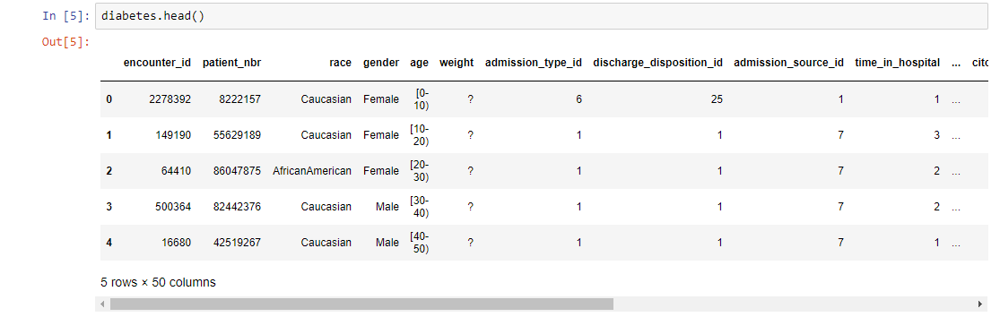 In [5]: diabetes.head()
Out[5]:
encounter_id patient_nbr race gender age weight admission_type_id discharge_disposition_id admission_source_id time_in_hospital ...
0 2278392 8222157 Caucasian Female [0-10) ? 6 25 1 1 ...
1 149190 55629189 Caucasian Female [10-20) ? 1 1 7 3 ...
2 64410 86047875 AfricanAmerican Female [20-30) ? 1 1 7 2 ...
3 500364 82442376 Caucasian Male [30-40) ? 1 1 7 2 ...
4 16680 42519267 Caucasian Male [40-50) ? 1 1 7 1 ...
5 rows × 50 columns